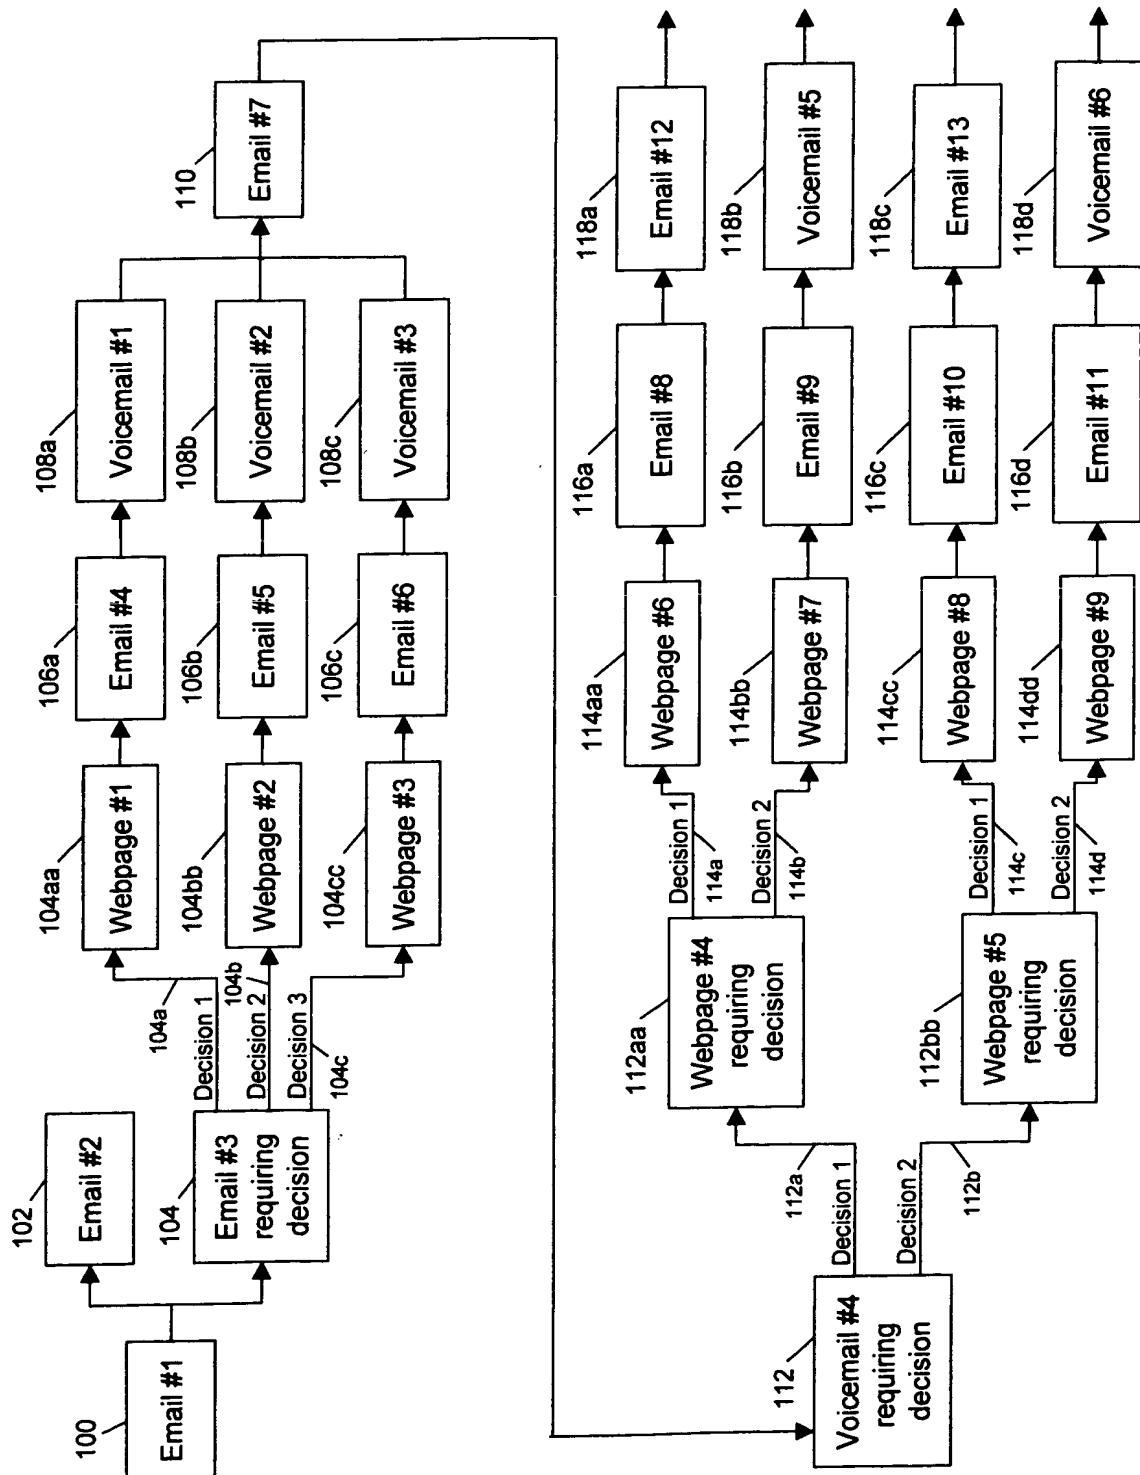 100
Email #1
102
Email #2
104
Email #3
requiring
decision
Decision 1
104a
Decision 2
104b
Decision 3
104c
104aa
Webpage #1
104bb
Webpage #2
104cc
Webpage #3
106a
Email #4
106b
Email #5
106c
Email #6
108a
Voicemail #1
108b
Voicemail #2
108c
Voicemail #3
110
Email #7
112
Voicemail #4
requiring
decision
Decision 1
112a
Decision 2
112b
112aa
Webpage #4
requiring
decision
112bb
Webpage #5
requiring
decision
Decision 1
114a
Decision 2
114b
Decision 1
114c
Decision 2
114d
114aa
Webpage #6
114bb
Webpage #7
114cc
Webpage #8
114dd
Webpage #9
116a
Email #8
116b
Email #9
116c
Email #10
116d
Email #11
118a
Email #12
118b
Voicemail #5
118c
Email #13
118d
Voicemail #6